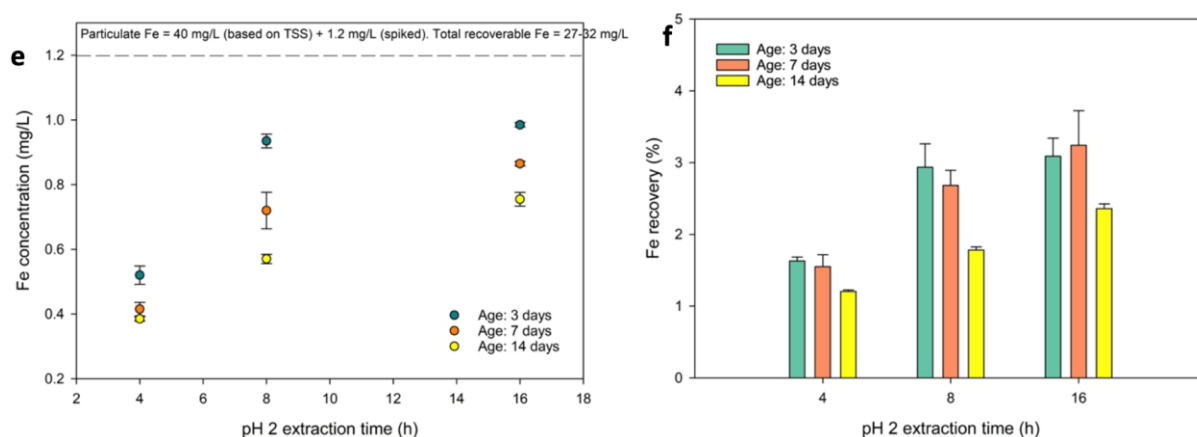 e
Particulate Fe = 40 mg/L (based on TSS) + 1.2 mg/L (spiked). Total recoverable Fe = 27-32 mg/L
Fe concentration (mg/L)
1.2
1.0
0.8
0.6
0.4
0.2
2 4 6 8 10 12 14 16 18
pH 2 extraction time (h)
Age: 3 days
Age: 7 days
Age: 14 days
f
Fe recovery (%)
5
4
3
2
1
0
4 8 16
pH 2 extraction time (h)
Age: 3 days
Age: 7 days
Age: 14 days